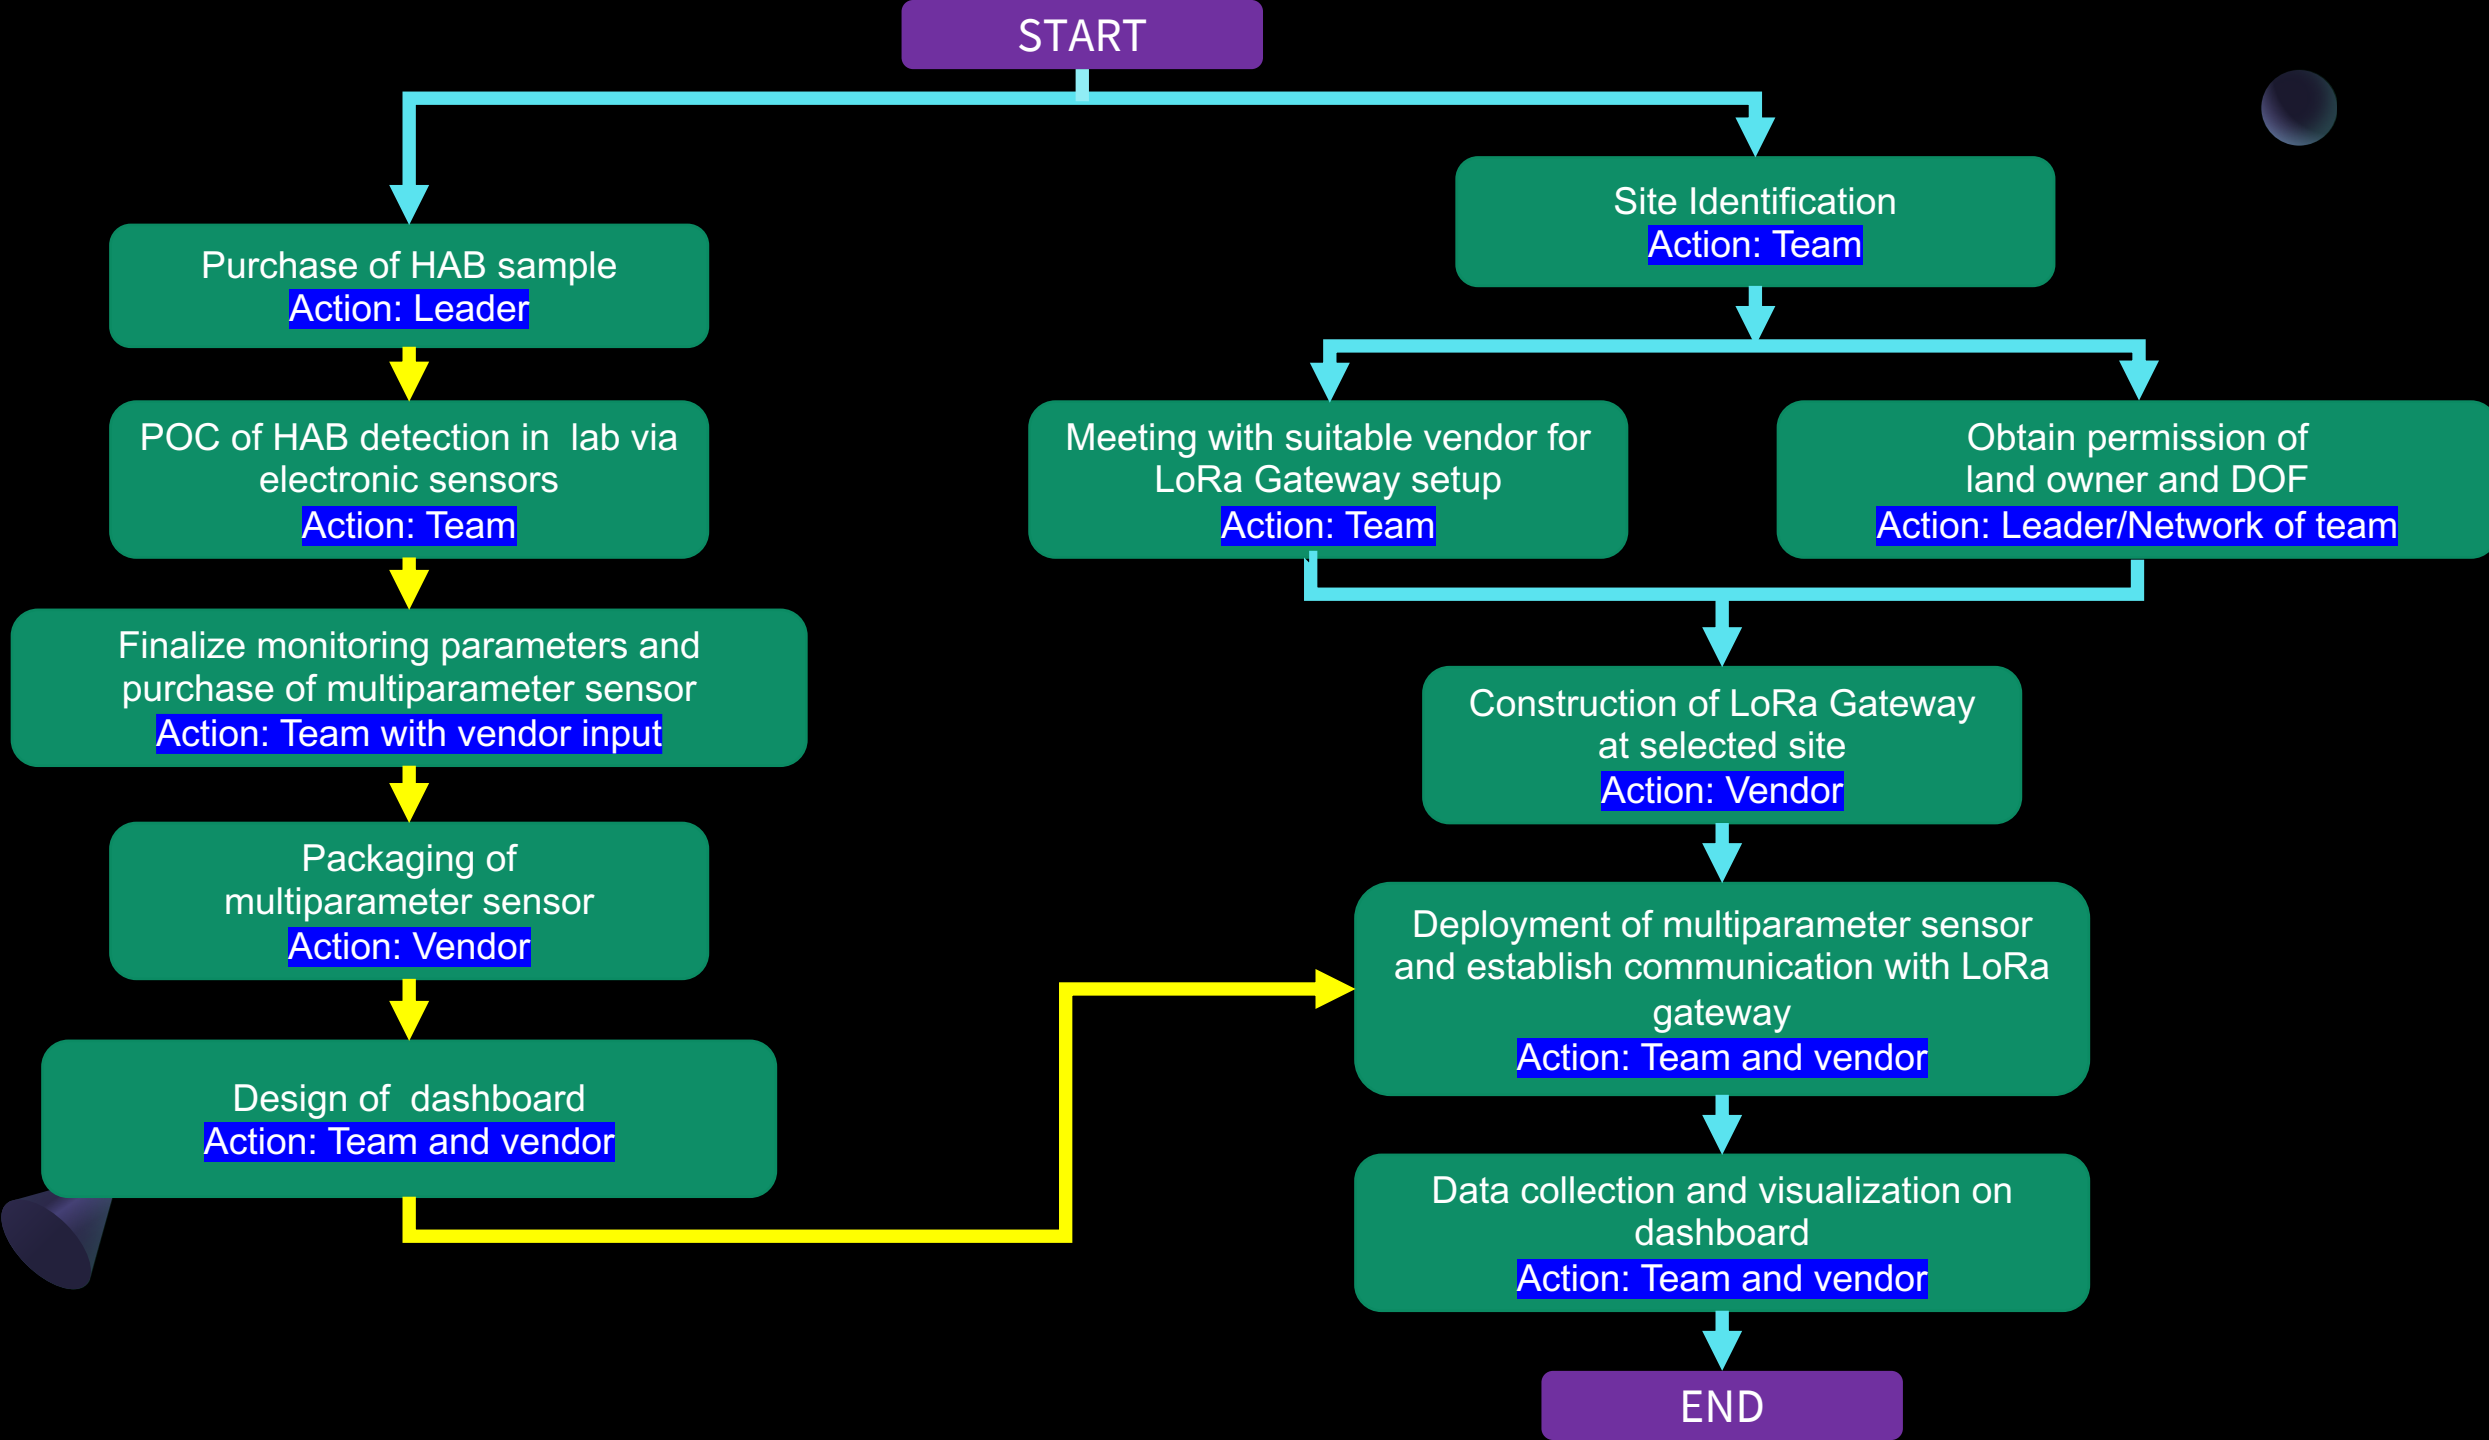 START
Purchase of HAB sample
Action: Leader
POC of HAB detection in  lab via
electronic sensors
Action: Team
Finalize monitoring parameters and
purchase of multiparameter sensor
Action: Team with vendor input
Packaging of
multiparameter sensor
Action: Vendor
Design of  dashboard
Action: Team and vendor
Site Identification
Action: Team
Meeting with suitable vendor for
LoRa Gateway setup
Action: Team
Obtain permission of
land owner and DOF
Action: Leader/Network of team
Construction of LoRa Gateway
at selected site
Action: Vendor
Deployment of multiparameter sensor
and establish communication with LoRa
gateway
Action: Team and vendor
Data collection and visualization on
dashboard
Action: Team and vendor
END